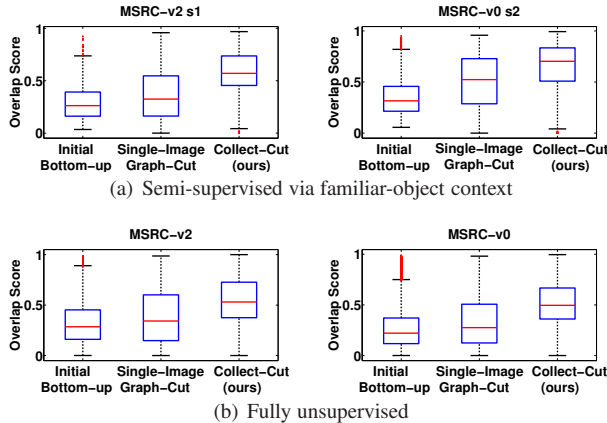 MSRC−v2 s1
MSRC−v0 s2
Overlap Score
1
0.5
0
Initial Bottom−up
Single−Image Graph−Cut
Collect−Cut (ours)
Overlap Score
1
0.5
0
Initial Bottom−up
Single−Image Graph−Cut
Collect−Cut (ours)
(a) Semi-supervised via familiar-object context
MSRC−v2
MSRC−v0
Overlap Score
1
0.5
0
Initial Bottom−up
Single−Image Graph−Cut
Collect−Cut (ours)
Overlap Score
1
0.5
0
Initial Bottom−up
Single−Image Graph−Cut
Collect−Cut (ours)
(b) Fully unsupervised